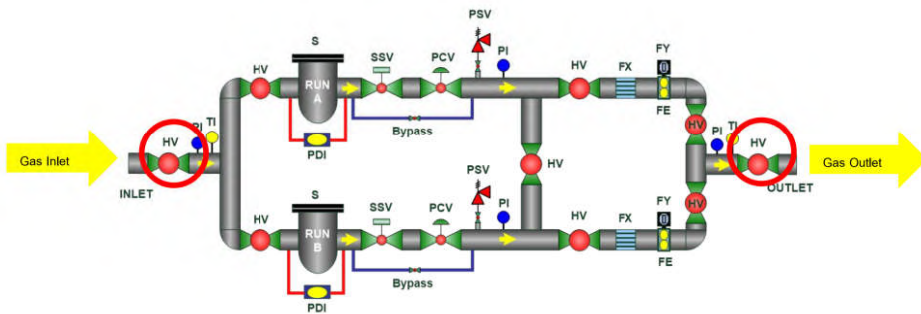 PSV
S
SSV
PCV
PI
HV
FX
FY
HV
RUN
A
FE
Bypass
PDI
HV
PI
TI
Gas Inlet
INLET
HV
HV
PI
TI
HV
Gas Outlet
OUTLET
HV
PSV
S
SSV
PCV
PI
HV
FX
FY
HV
RUN
B
FE
Bypass
PDI